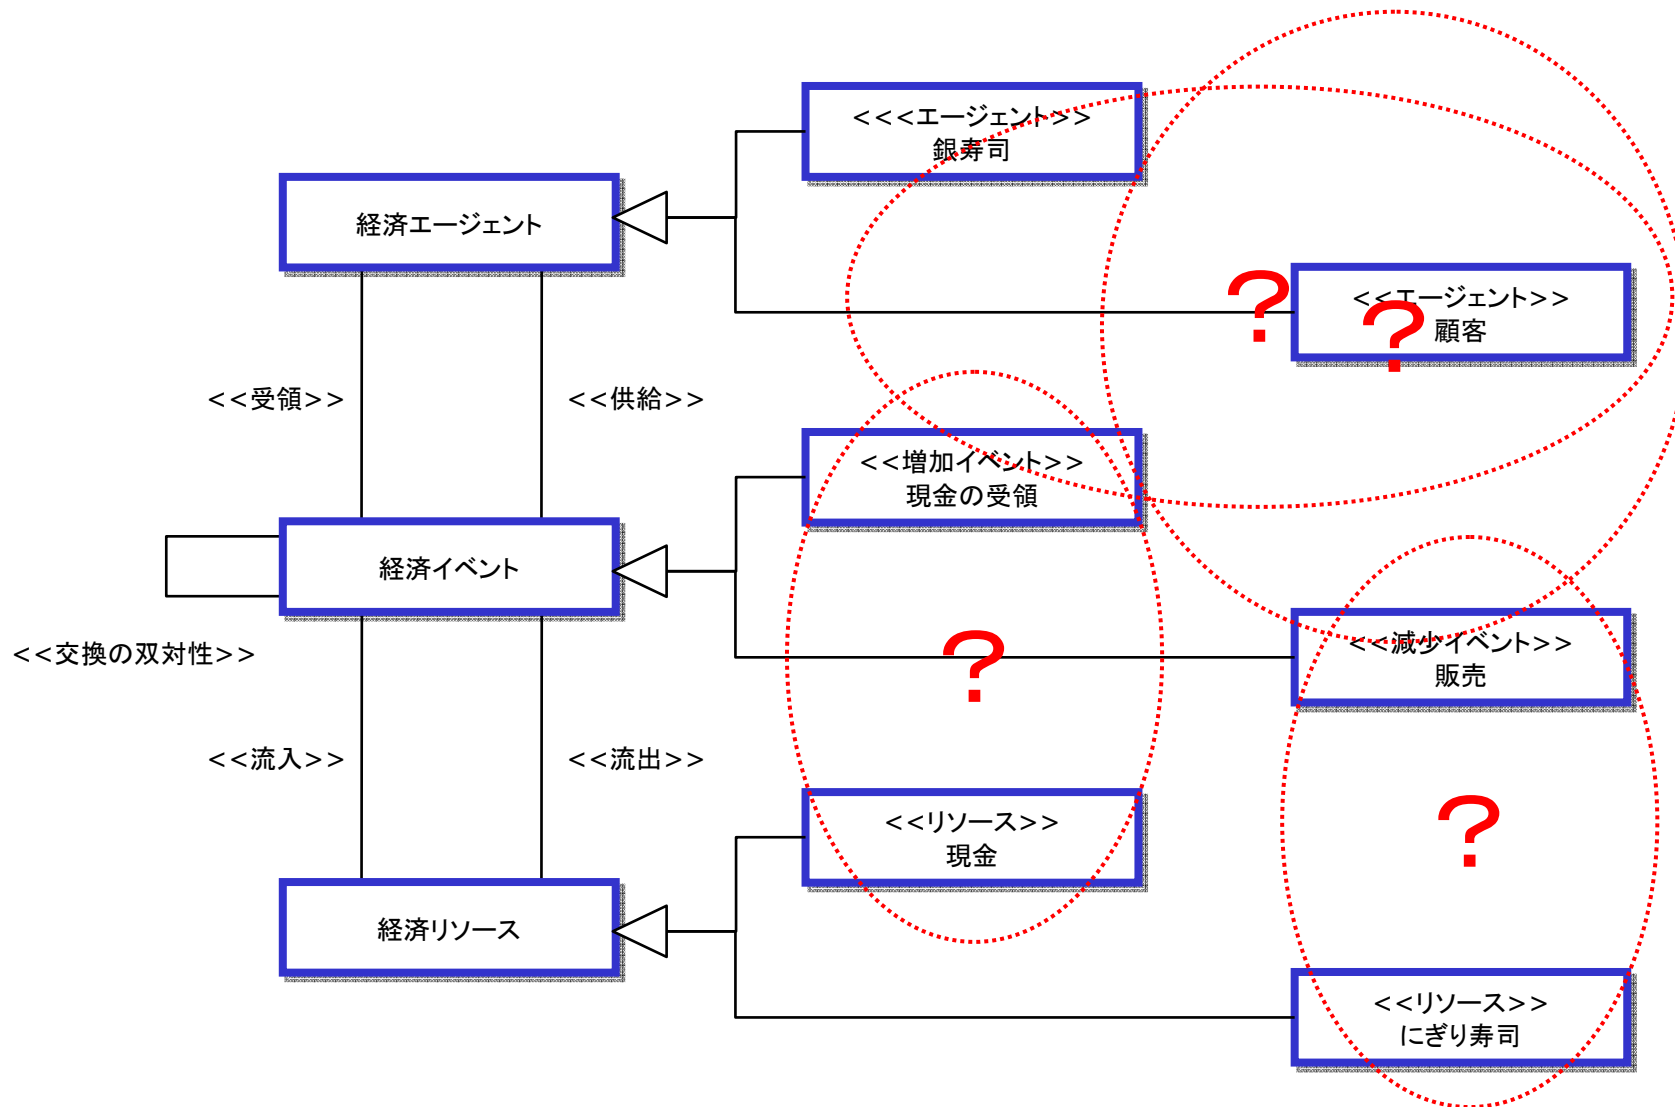 <<<エージェント>>
銀寿司
経済エージェント
<<エージェント>>
顧客
?
?
<<受領>>
<<供給>>
<<増加イベント>>
現金の受領
経済イベント
<<交換の双対性>>
?
<<減少イベント>>
販売
<<流入>>
<<流出>>
<<リソース>>
現金
?
経済リソース
<<リソース>>
にぎり寿司